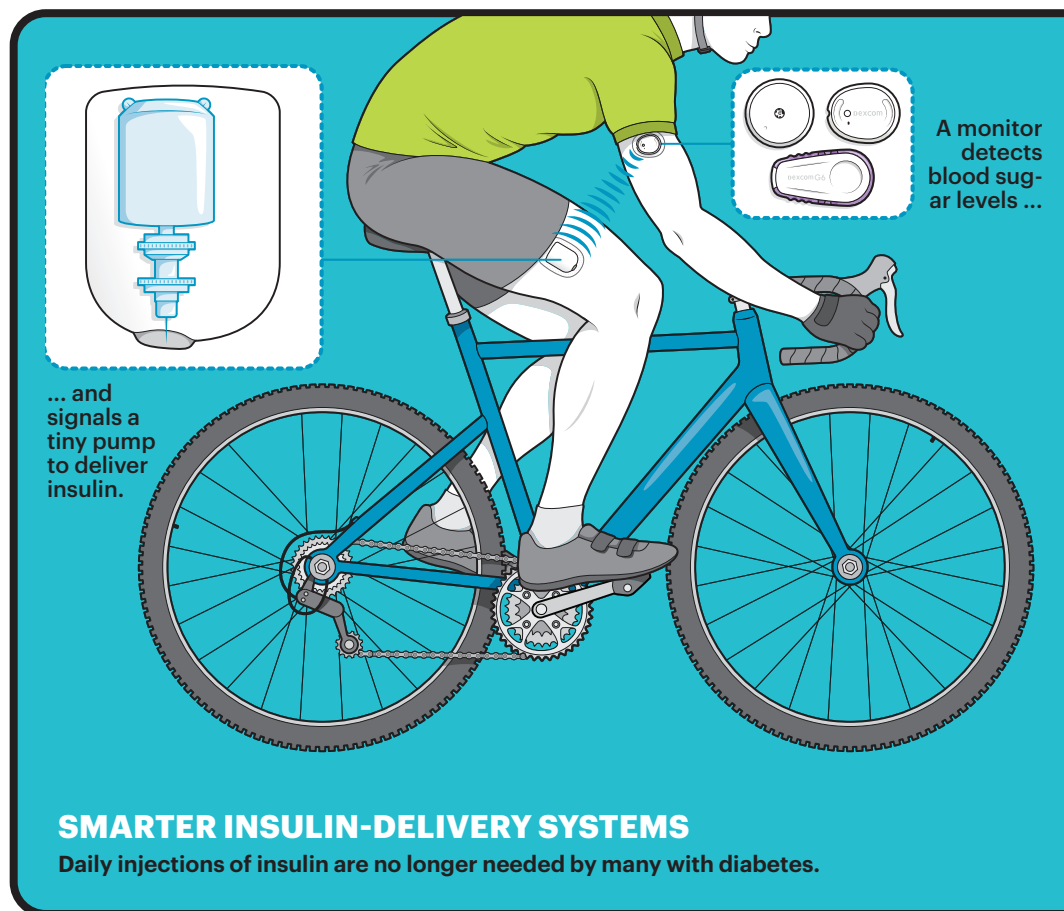 A monitor
detects
blood sug-
ar levels ...
dexcom
dexcom G6
... and
signals a
tiny pump
to deliver
insulin.
SMARTER INSULIN-DELIVERY SYSTEMS
Daily injections of insulin are no longer needed by many with diabetes.